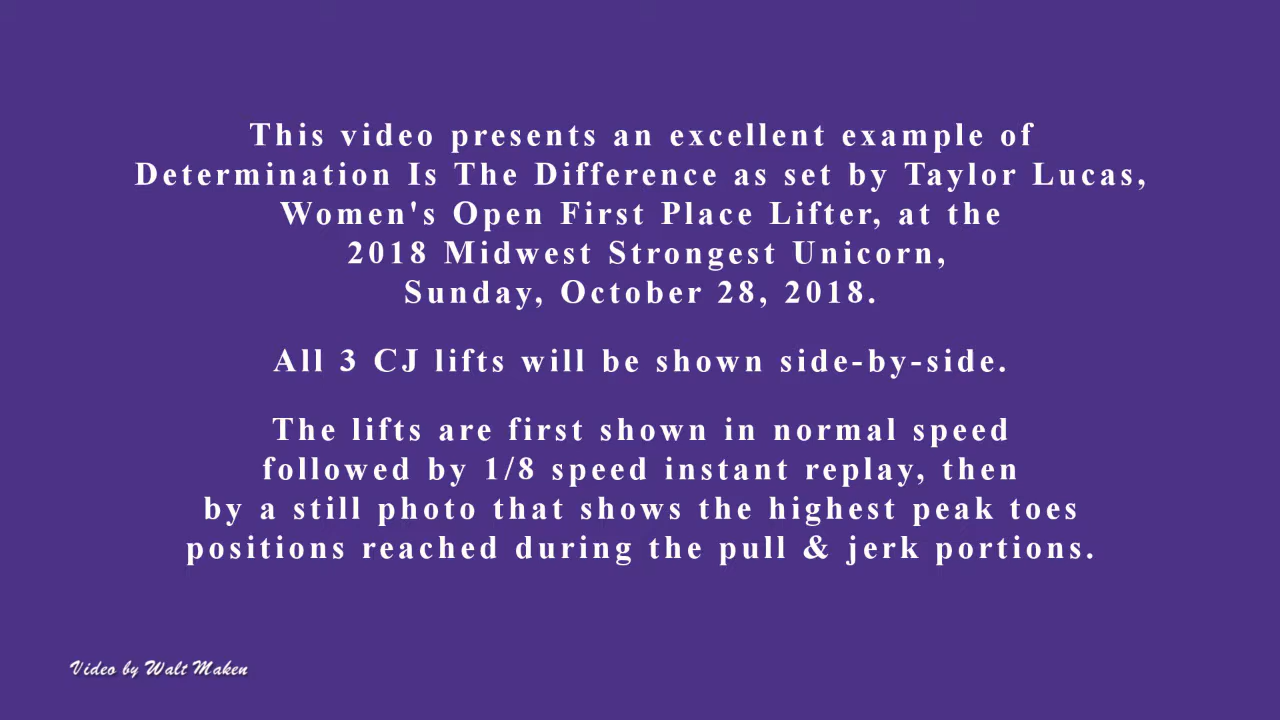 This video presents an excellent example of
Determination Is The Difference as set by Taylor Lucas,
Women's Open First Place Lifter, at the
2018 Midwest Strongest Unicorn,
Sunday, October 28, 2018.
All 3 CJ lifts will be shown side-by-side.
The lifts are first shown in normal speed
followed by 1/8 speed instant replay, then
by a still photo that shows the highest peak toes
positions reached during the pull & jerk portions.
Video by Walt Maken